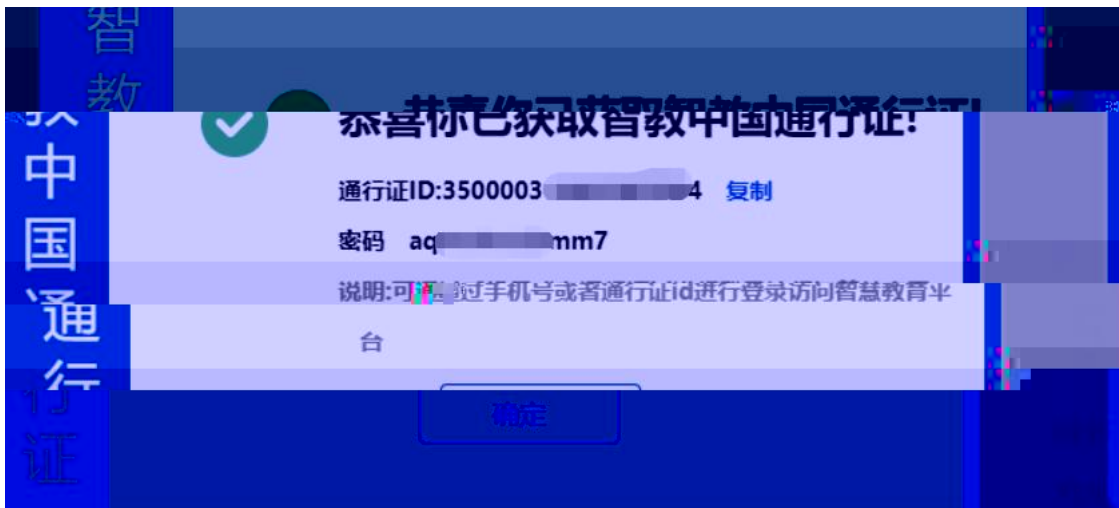 智教中国通行证
恭喜你已获取智教中国通行证!
通行证ID:3500003 4 复制
密码 aq mm7
说明:可通过手机号或者通行证id进行登录访问智慧教育平
台
确定